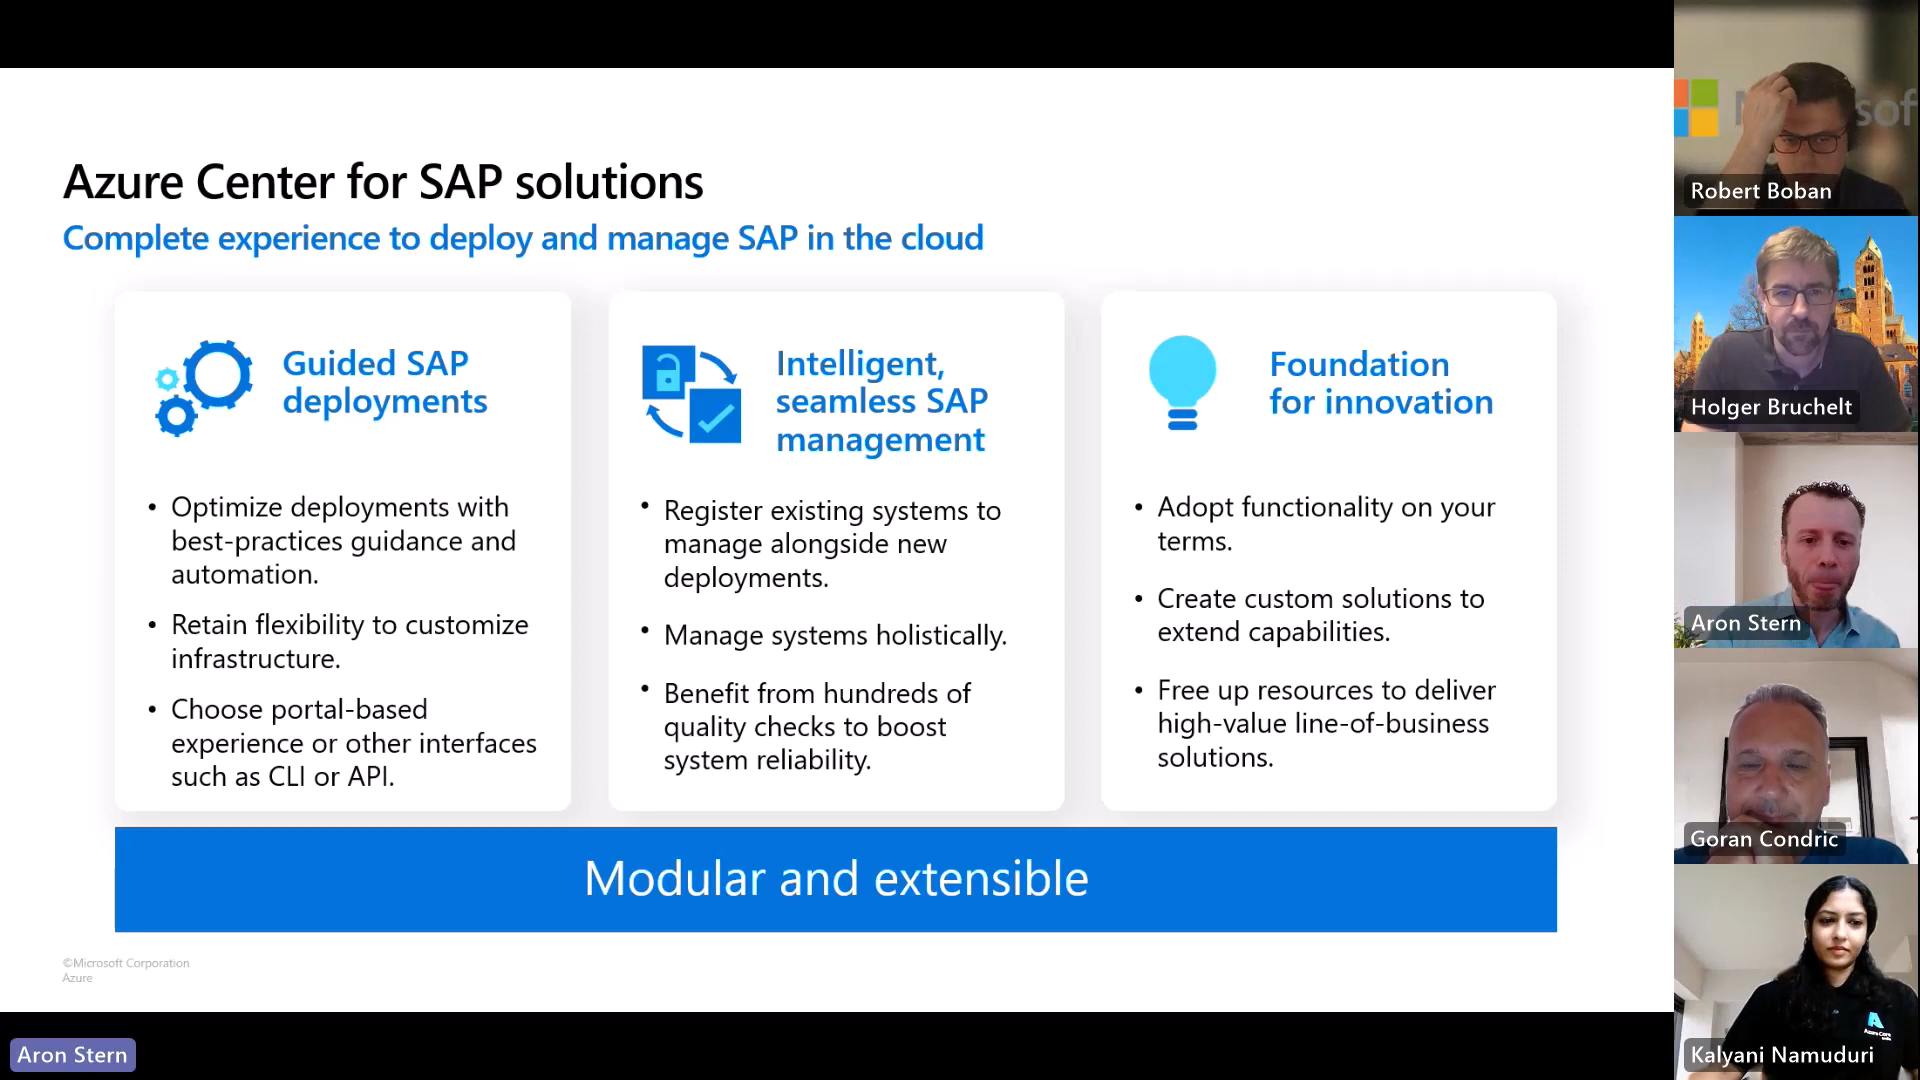 Azure Center for SAP solutions
Complete experience to deploy and manage SAP in the cloud
Guided SAP
deployments
• Optimize deployments with
best-practices guidance and
automation.
• Retain flexibility to customize
infrastructure.
• Choose portal-based
experience or other interfaces
such as CLI or API.
Intelligent,
seamless SAP
management
• Register existing systems to
manage alongside new
deployments.
• Manage systems holistically.
• Benefit from hundreds of
quality checks to boost
system reliability.
Foundation
for innovation
• Adopt functionality on your
terms.
• Create custom solutions to
extend capabilities.
• Free up resources to deliver
high-value line-of-business
solutions.
Modular and extensible
©Microsoft Corporation
Azure
Aron Stern
Robert Boban
Holger Bruchelt
Aron Stern
Goran Condric
Kalyani Namuduri